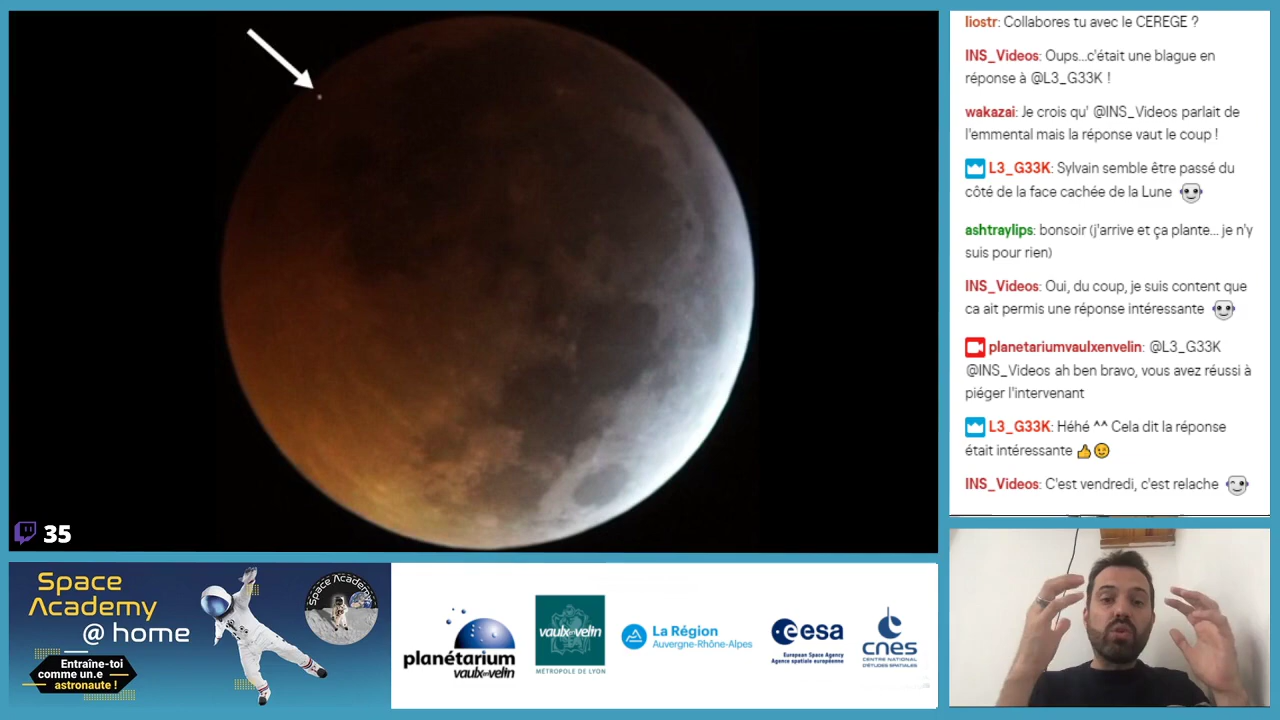 liostr: Collabores tu avec le CEREGE ?
INS_Videos: Oups...c'était une blague en
réponse à @L3_G33K !
wakazai: Je crois qu' @INS_Videos parlait de
l'emmental mais la réponse vaut le coup !
L3_G33K: Sylvain semble être passé du
côté de la face cachée de la Lune
ashtraylips: bonsoir (j'arrive et ça plante... je n'y
suis pour rien)
INS_Videos: Oui, du coup, je suis content que
ca ait permis une réponse intéressante
planetariumvaulxenvelin: @L3_G33K
@INS_Videos ah ben bravo, vous avez réussi à
piéger l'intervenant
L3_G33K: Héhé ^^ Cela dit la réponse
était intéressante 👍😉
INS_Videos: C'est vendredi, c'est relache
35
Space
Academy
@ home
Entraîne-toi
comme un.e
astronaute !
Space Academy
planétarium
vaulx en velin
vaulx en velin
MÉTROPOLE DE LYON
La Région
Auvergne-Rhône-Alpes
esa
European Space Agency
Agence spatiale européenne
cnes
CENTRE NATIONAL
D'ÉTUDES SPATIALES